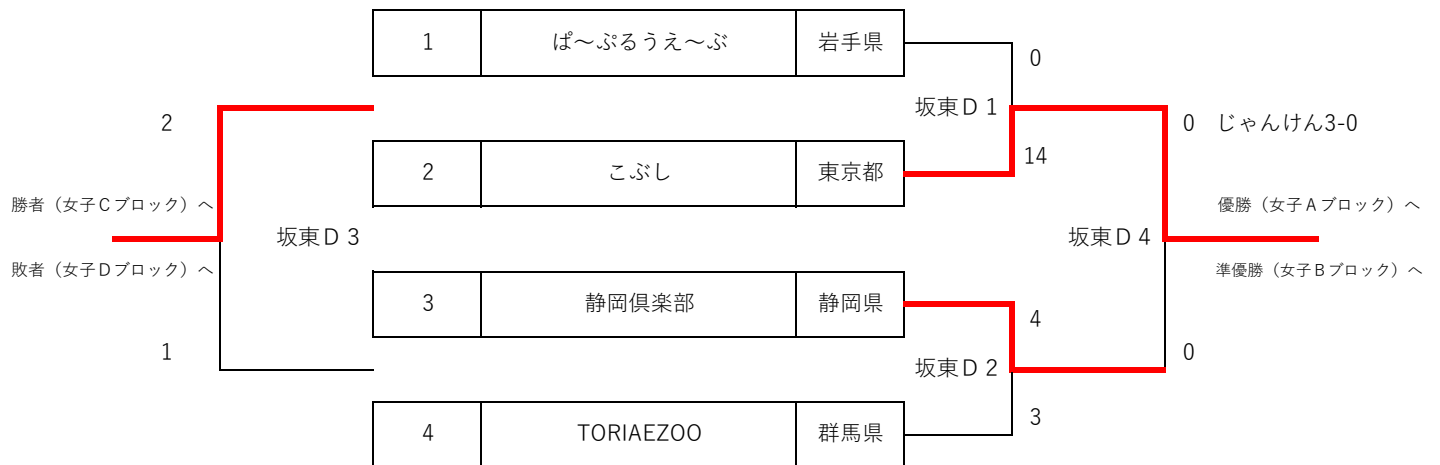 1 ぱ～ぷるうえ～ぶ 岩手県
0
坂東Ｄ１
2
0 じゃんけん3-0
14
2 こぶし 東京都
勝者（女子Ｃブロック）へ
優勝（女子Ａブロック）へ
坂東Ｄ３
坂東Ｄ４
敗者（女子Ｄブロック）へ
準優勝（女子Ｂブロック）へ
3 静岡倶楽部 静岡県
4
1
0
坂東Ｄ２
3
4 TORIAEZOO 群馬県